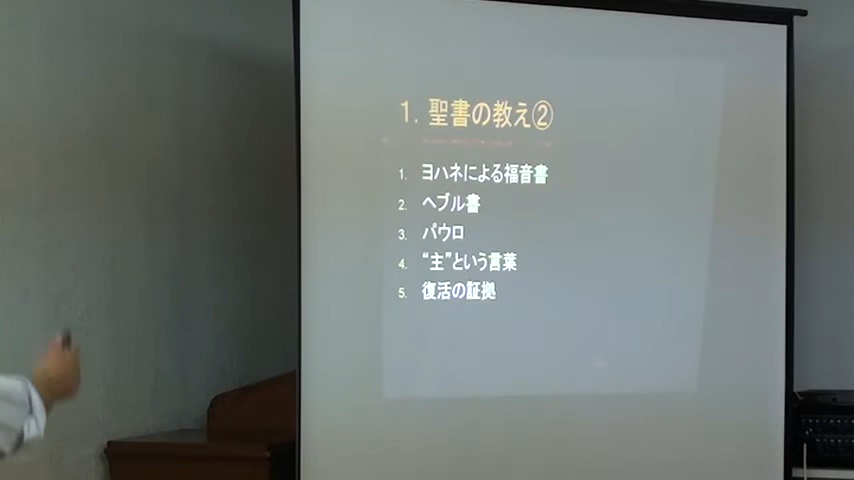 1. 聖書の教え②
1. ヨハネによる福音書
2. ヘブル書
3. パウロ
4. “主”という言葉
5. 復活の証拠